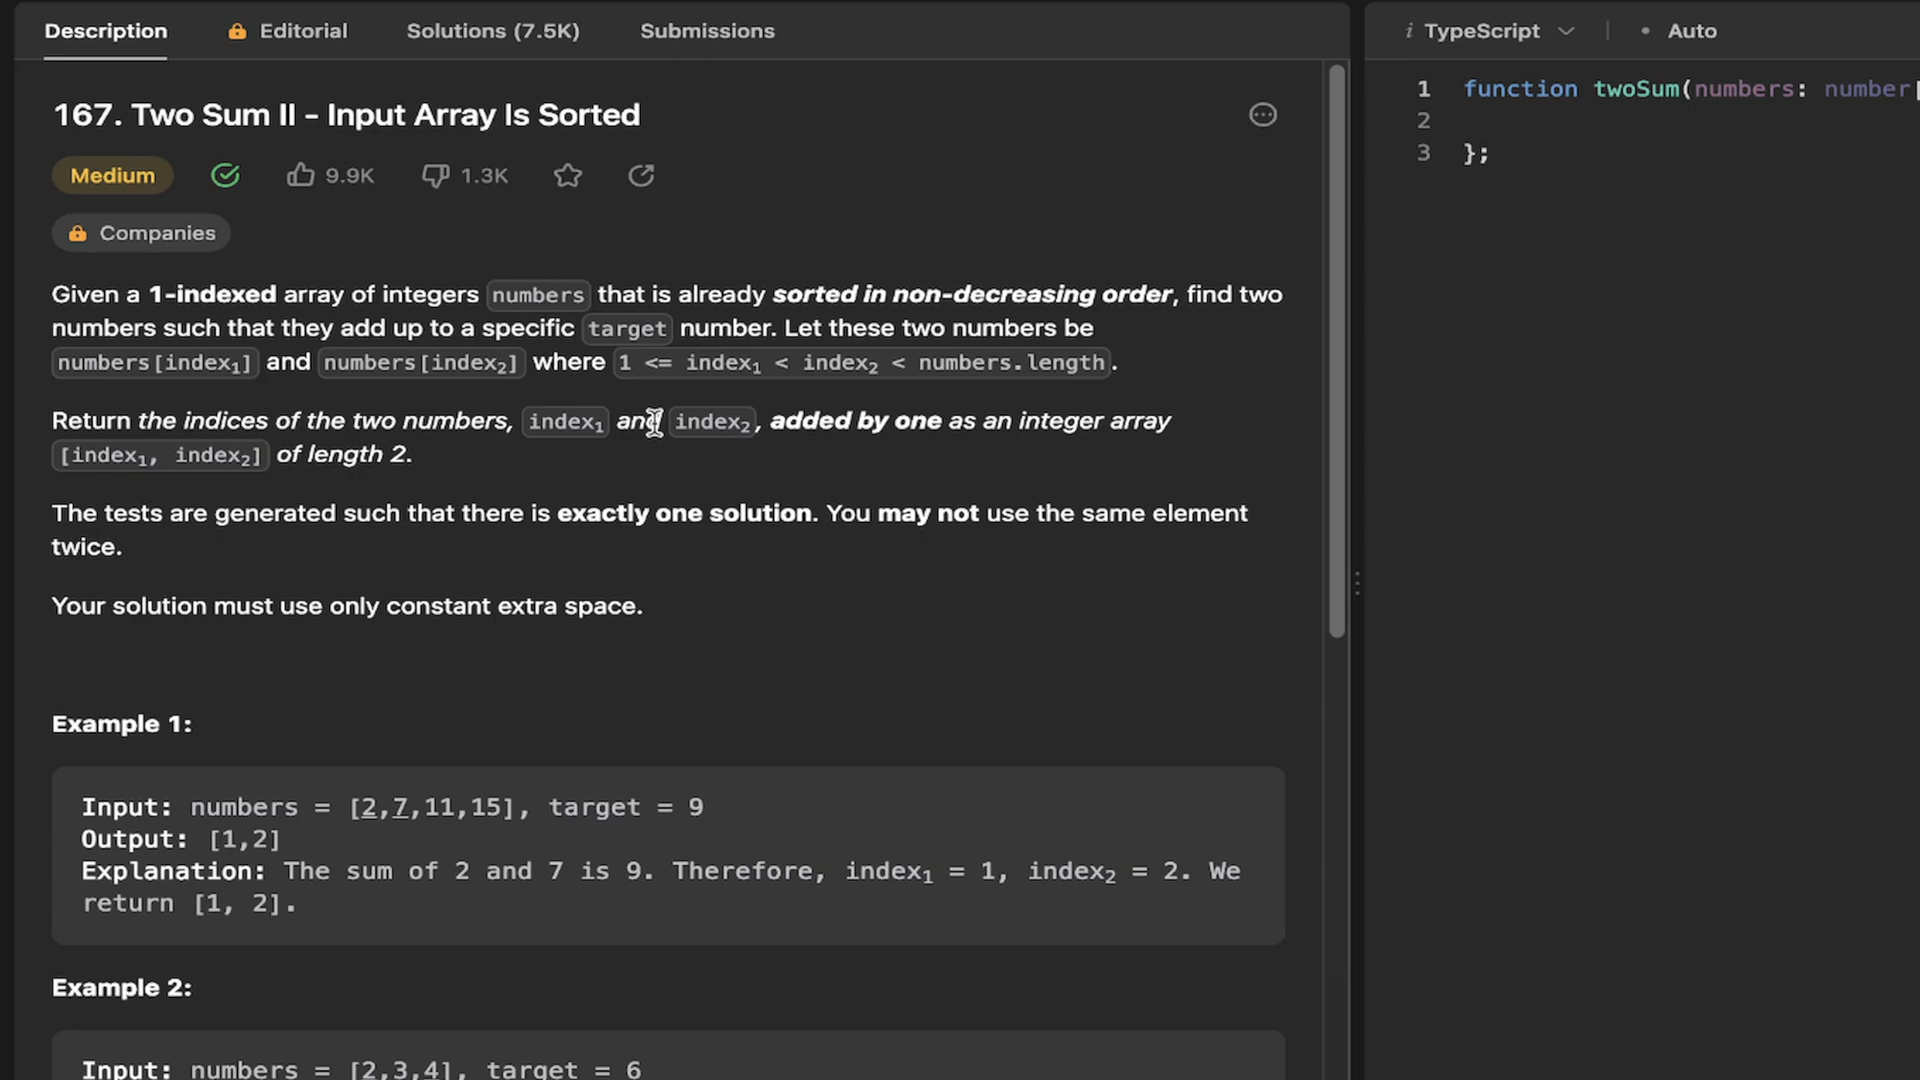 Description Editorial Solutions (7.5K) Submissions
167. Two Sum II - Input Array Is Sorted
Medium 9.9K 1.3K
Companies
Given a 1-indexed array of integers numbers that is already sorted in non-decreasing order, find two
numbers such that they add up to a specific target number. Let these two numbers be
numbers[index₁] and numbers[index₂] where 1 <= index₁ < index₂ < numbers.length.
Return the indices of the two numbers, index₁ and index₂, added by one as an integer array
[index₁, index₂] of length 2.
The tests are generated such that there is exactly one solution. You may not use the same element
twice.
Your solution must use only constant extra space.
Example 1:
Input: numbers = [2,7,11,15], target = 9
Output: [1,2]
Explanation: The sum of 2 and 7 is 9. Therefore, index₁ = 1, index₂ = 2. We
return [1, 2].
Example 2:
Input: numbers = [2,3,4], target = 6
i TypeScript Auto
1 function twoSum(numbers: number[
2
3 };